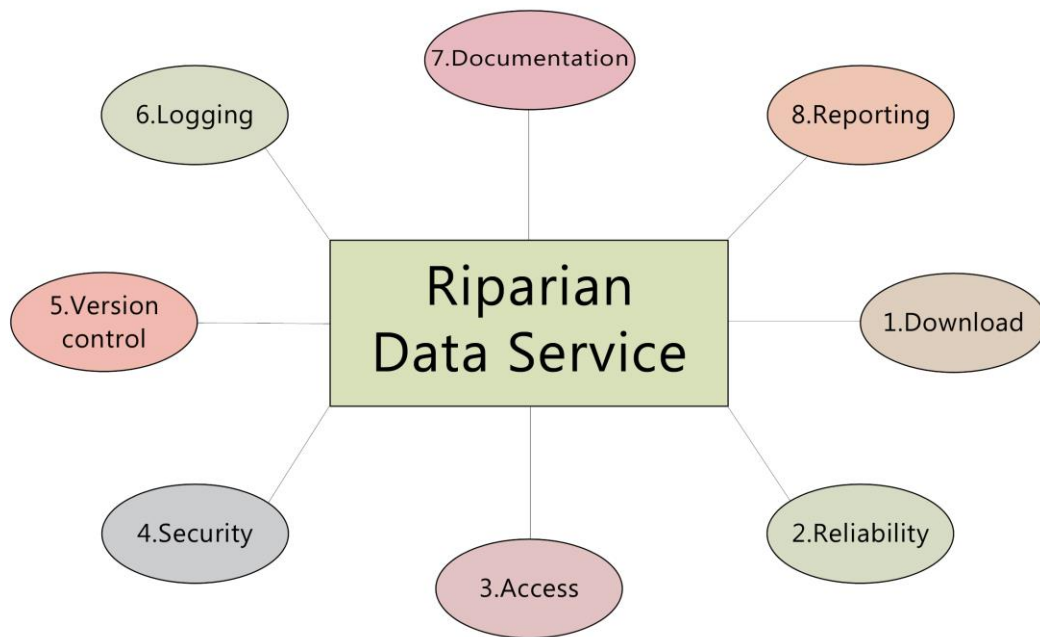 7.Documentation
6.Logging
8.Reporting
Riparian
Data Service
5.Version
control
1.Download
4.Security
2.Reliability
3.Access